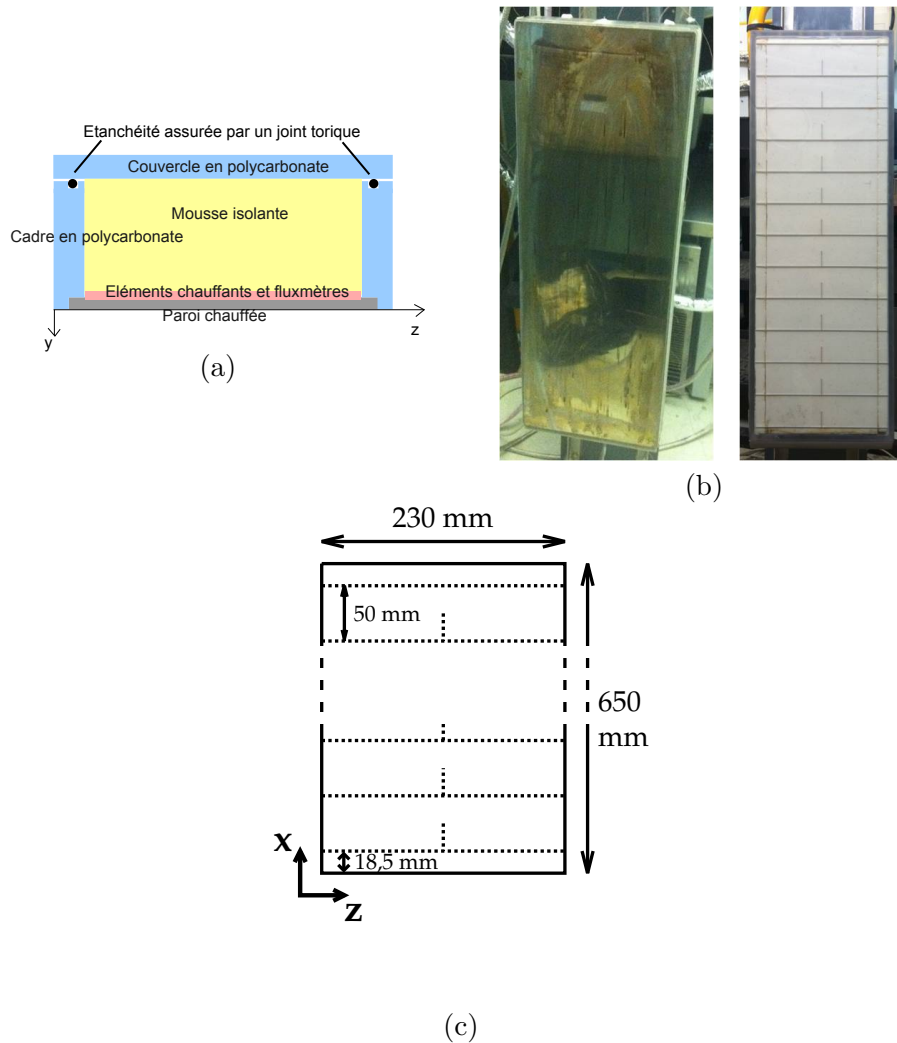 Etanchéité assurée par un joint torique
Couvercle en polycarbonate
Mousse isolante
Cadre en polycarbonate
Eléments chauffants et fluxmètres
Paroi chauffée
y
z
(a)
(b)
230 mm
50 mm
650
mm
18,5 mm
x
z
(c)